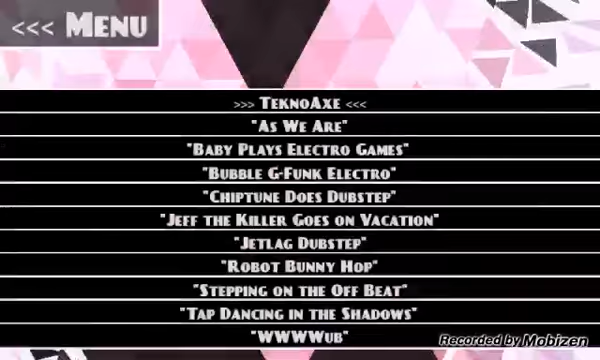 <<< Menu
>>> TeknoAxe <<<
"As We Are"
"Baby Plays Electro Games"
"Bubble G-Funk Electro"
"Chiptune Does Dubstep"
"Jeff the Killer Goes on Vacation"
"Jetlag Dubstep"
"Robot Bunny Hop"
"Stepping on the Off Beat"
"Tap Dancing in the Shadows"
"WWWWub"
Recorded by Mobizen